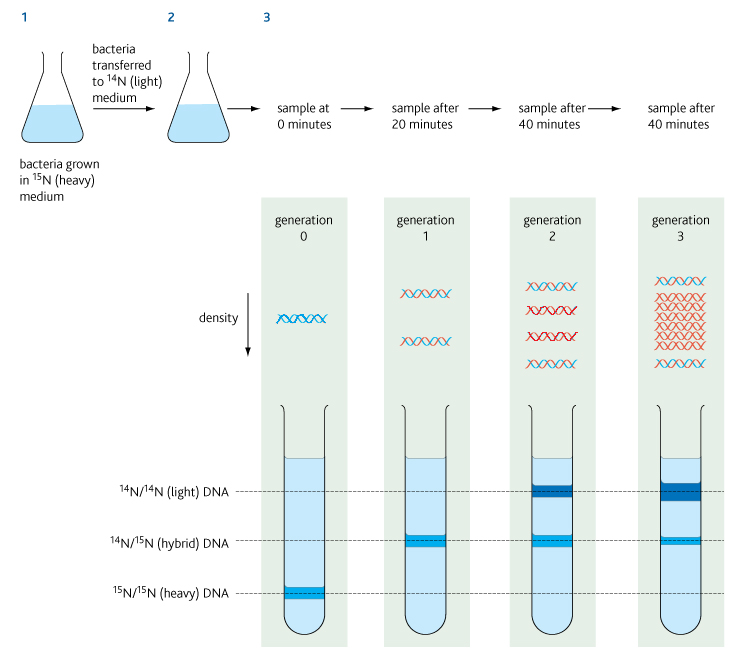 1
2
3
bacteria
transferred
to ¹⁴N (light)
medium
sample at
0 minutes
sample after
20 minutes
sample after
40 minutes
sample after
40 minutes
bacteria grown
in ¹⁵N (heavy)
medium
generation
0
generation
1
generation
2
generation
3
density
¹⁴N/¹⁴N (light) DNA
¹⁴N/¹⁵N (hybrid) DNA
¹⁵N/¹⁵N (heavy) DNA